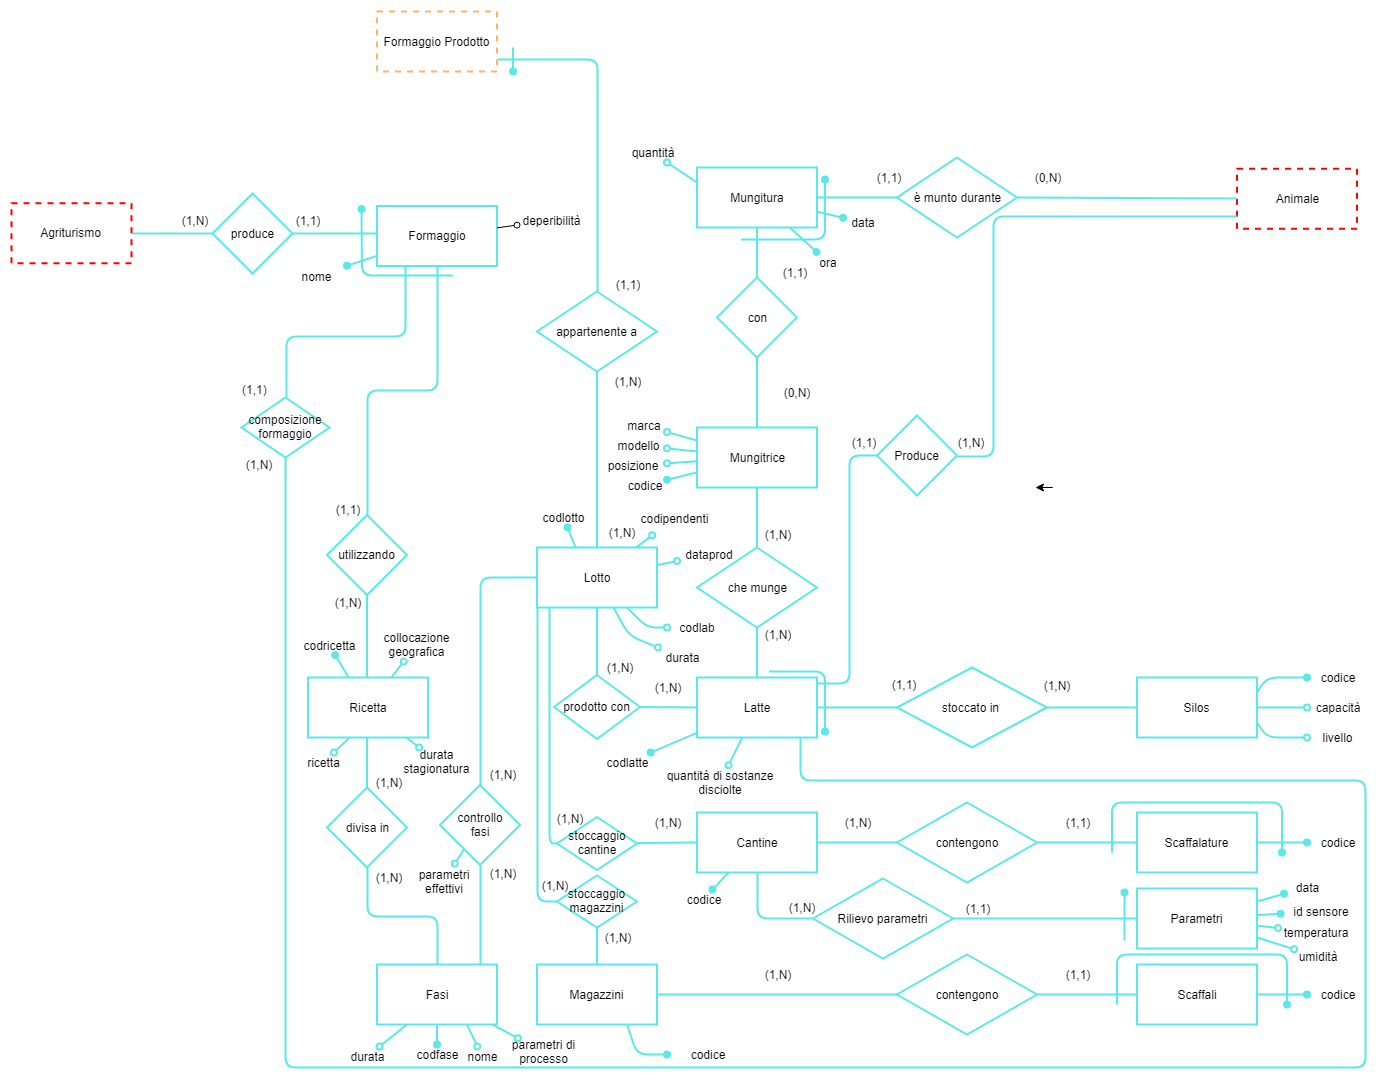 Formaggio Prodotto
quantità
Mungitura
(1,1)
è munto durante
(0,N)
Animale
data
ora
Agriturismo
(1,N)
produce
(1,1)
Formaggio
deperibilità
nome
(1,1)
appartenente a
(1,N)
(1,1)
con
(0,N)
(1,1)
composizione
formaggio
(1,N)
marca
modello
posizione
codice
Mungitrice
(1,1)
Produce
(1,N)
(1,1)
utilizzando
(1,N)
codlotto
(1,N)
codipendenti
dataprod
Lotto
codlab
durata
(1,N)
che munge
(1,N)
codricetta
collocazione
geografica
Ricetta
ricetta
durata
stagionatura
(1,N)
prodotto con
(1,N)
Latte
codlatte
quantità di sostanze
disciolte
(1,1)
stoccato in
(1,N)
Silos
codice
capacità
livello
(1,N)
divisa in
(1,N)
(1,N)
controllo
fasi
parametri
effettivi
(1,N)
(1,N)
stoccaggio
cantine
(1,N)
Cantine
codice
(1,N)
contengono
(1,1)
Scaffalature
codice
(1,N)
stoccaggio
magazzini
(1,N)
(1,N)
Rilievo parametri
(1,1)
Parametri
data
id sensore
temperatura
umidità
Fasi
durata
codfase
nome
parametri di
processo
Magazzini
codice
(1,N)
contengono
(1,1)
Scaffali
codice